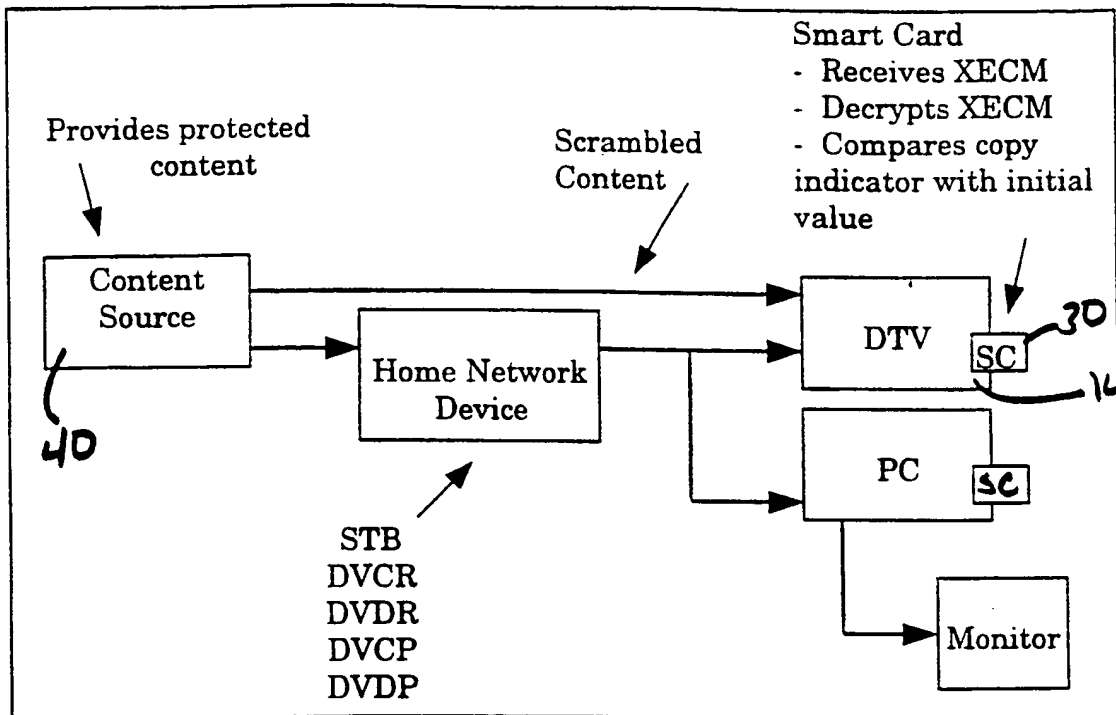 Smart Card
- Receives XECM
- Decrypts XECM
- Compares copy
indicator with initial
value
Provides protected
content
Scrambled
Content
Content
Source
40
Home Network
Device
DTV
SC
30
PC
SC
STB
DVCR
DVDR
DVCP
DVDP
Monitor